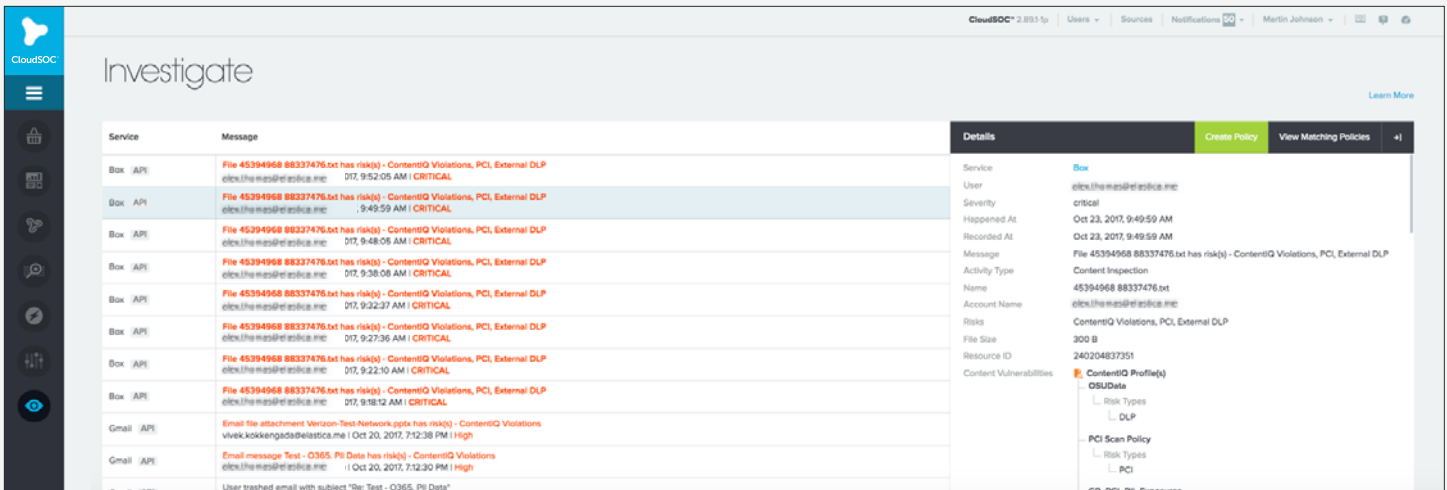 CloudSOC™ 2.89.1.1p Users Sources Notifications 50 Martin Johnson
CloudSOC™
Investigate
Learn More
Service Message
Box API
File 45394968 88337476.txt has risk(s) - ContentIQ Violations, PCI, External DLP
017, 9:52:05 AM | CRITICAL
Box API
File 45394968 88337476.txt has risk(s) - ContentIQ Violations, PCI, External DLP
, 9:49:59 AM | CRITICAL
Box API
File 45394968 88337476.txt has risk(s) - ContentIQ Violations, PCI, External DLP
017, 9:48:05 AM | CRITICAL
Box API
File 45394968 88337476.txt has risk(s) - ContentIQ Violations, PCI, External DLP
017, 9:38:08 AM | CRITICAL
Box API
File 45394968 88337476.txt has risk(s) - ContentIQ Violations, PCI, External DLP
017, 9:32:37 AM | CRITICAL
Box API
File 45394968 88337476.txt has risk(s) - ContentIQ Violations, PCI, External DLP
017, 9:27:36 AM | CRITICAL
Box API
File 45394968 88337476.txt has risk(s) - ContentIQ Violations, PCI, External DLP
017, 9:22:10 AM | CRITICAL
Box API
File 45394968 88337476.txt has risk(s) - ContentIQ Violations, PCI, External DLP
017, 9:18:12 AM | CRITICAL
Gmail API
Email file attachment Verizon-Test-Network.pptx has risk(s) - ContentIQ Violations
vivek.kokkengada@elastica.me | Oct 20, 2017, 7:12:38 PM | High
Gmail API
Email message Test - O365. PII Data has risk(s) - ContentIQ Violations
| Oct 20, 2017, 7:12:30 PM | High
User trashed email with subject "Re: Test - O365. PII Data"
Details Create Policy View Matching Policies
Service Box
User
Severity critical
Happened At Oct 23, 2017, 9:49:59 AM
Recorded At Oct 23, 2017, 9:49:59 AM
Message File 45394968 88337476.txt has risk(s) - ContentIQ Violations, PCI, External DLP
Activity Type Content Inspection
Name 45394968 88337476.txt
Account Name
Risks ContentIQ Violations, PCI, External DLP
File Size 300 B
Resource ID 240204837351
Content Vulnerabilities ContentIQ Profile(s)
OSUData
Risk Types
DLP
PCI Scan Policy
Risk Types
PCI